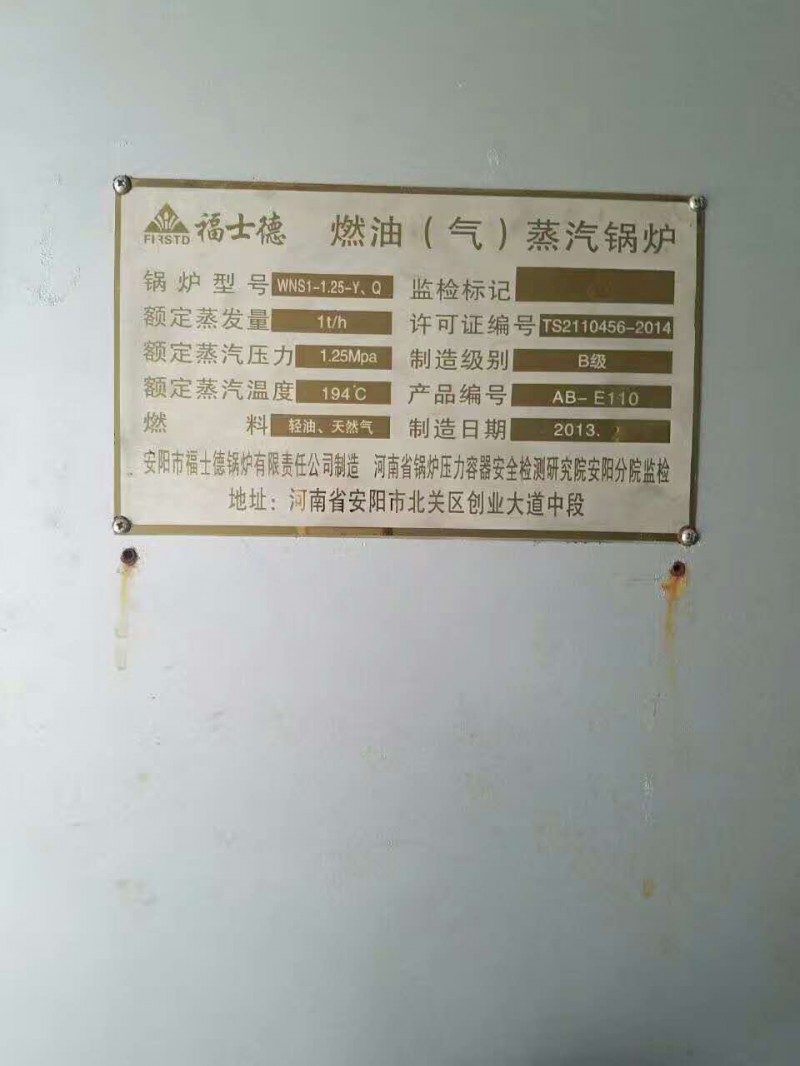 FIRSTD 福士德 燃油(气)蒸汽锅炉
锅炉型号 WNS1-1.25-Y、Q 监检标记
额定蒸发量 1t/h 许可证编号 TS2110456-2014
额定蒸汽压力 1.25Mpa 制造级别 B级
额定蒸汽温度 194℃ 产品编号 AB-E110
燃料 轻油、天然气 制造日期 2013.
安阳市福士德锅炉有限责任公司制造 河南省锅炉压力容器安全检测研究院安阳分院监检
地址：河南省安阳市北关区创业大道中段